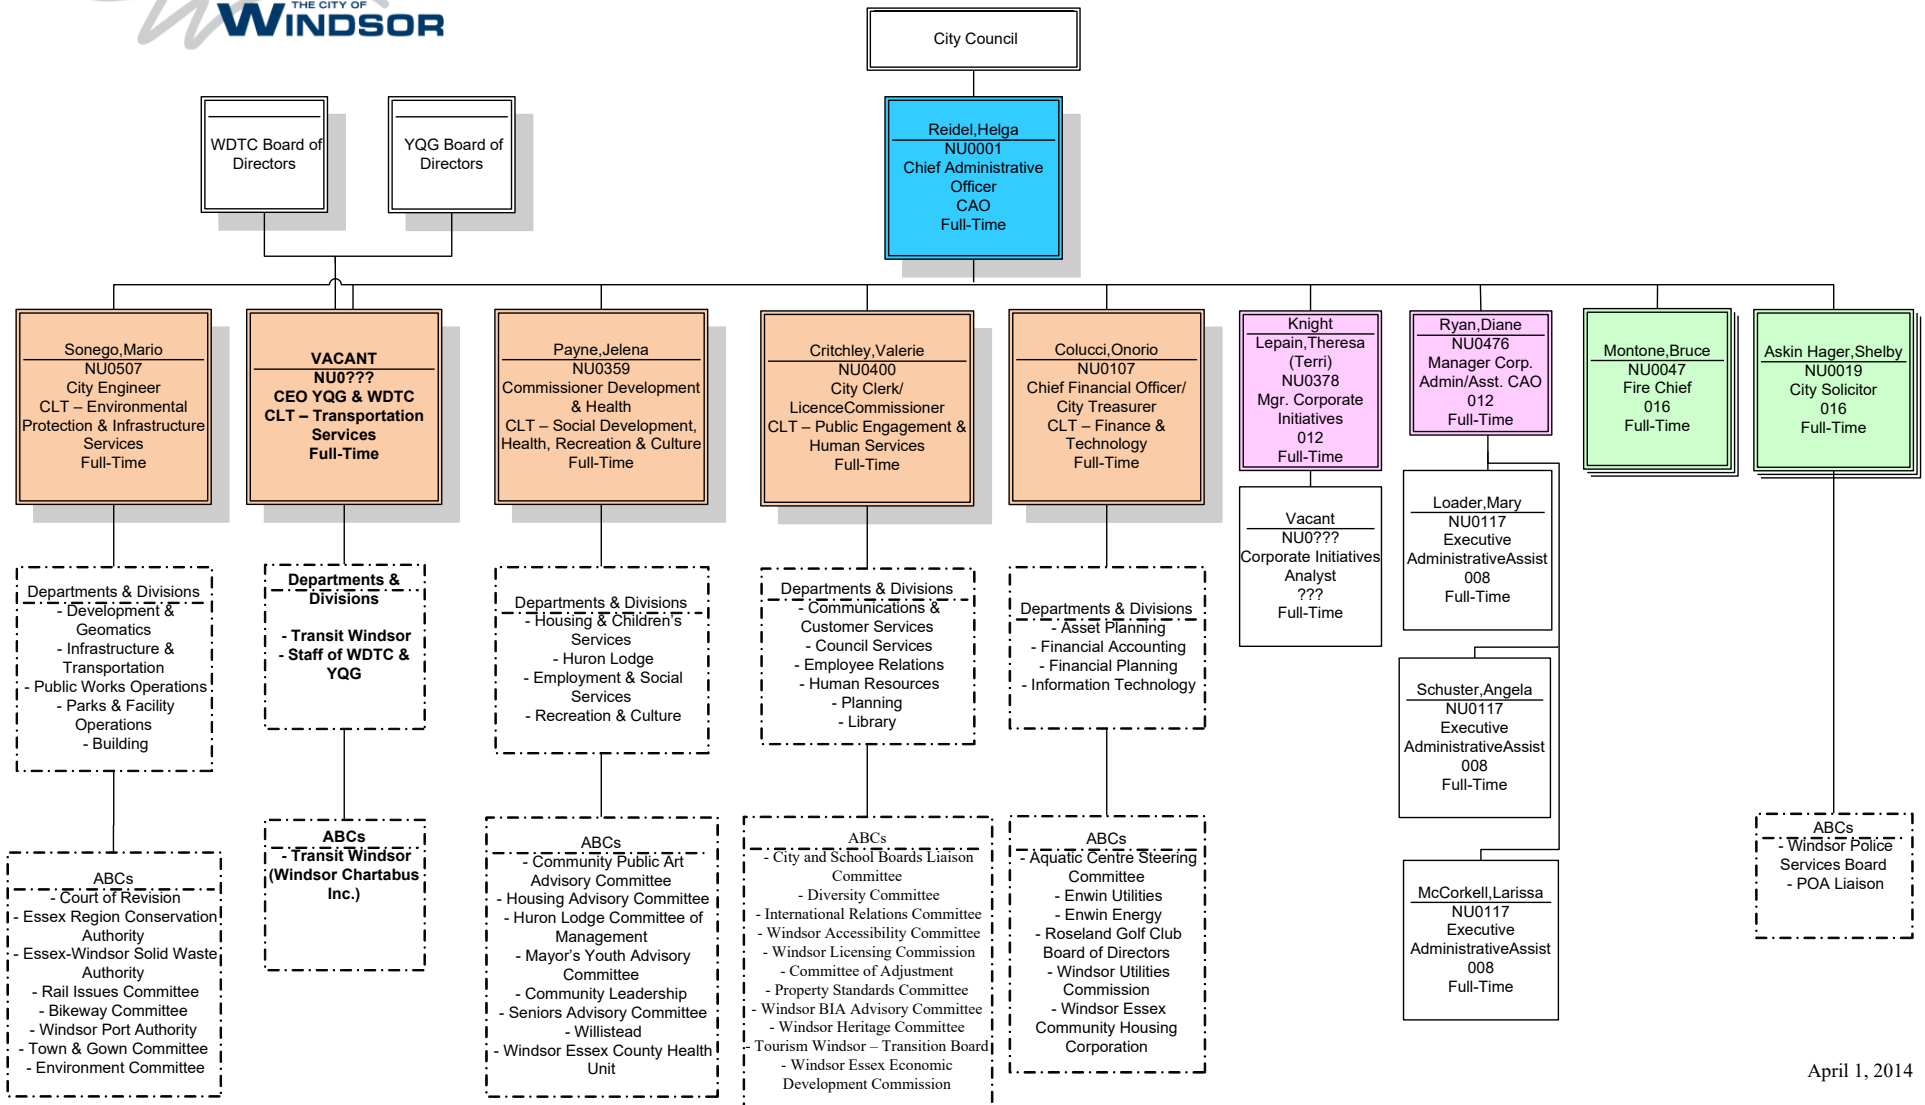 THE CITY OF
WINDSOR
City Council
WDTC Board of
Directors
YQG Board of
Directors
Reidel,Helga
NU0001
Chief Administrative
Officer
CAO
Full-Time
Sonego,Mario
NU0507
City Engineer
CLT – Environmental
Protection & Infrastructure
Services
Full-Time
VACANT
NU0???
CEO YQG & WDTC
CLT – Transportation
Services
Full-Time
Payne,Jelena
NU0359
Commissioner Development
& Health
CLT – Social Development,
Health, Recreation & Culture
Full-Time
Critchley,Valerie
NU0400
City Clerk/
LicenceCommissioner
CLT – Public Engagement &
Human Services
Full-Time
Colucci,Onorio
NU0107
Chief Financial Officer/
City Treasurer
CLT – Finance &
Technology
Full-Time
Knight
Lepain,Theresa
(Terri)
NU0378
Mgr. Corporate
Initiatives
012
Full-Time
Ryan,Diane
NU0476
Manager Corp.
Admin/Asst. CAO
012
Full-Time
Montone,Bruce
NU0047
Fire Chief
016
Full-Time
Askin Hager,Shelby
NU0019
City Solicitor
016
Full-Time
Vacant
NU0???
Corporate Initiatives
Analyst
???
Full-Time
Loader,Mary
NU0117
Executive
AdministrativeAssist
008
Full-Time
Schuster,Angela
NU0117
Executive
AdministrativeAssist
008
Full-Time
McCorkell,Larissa
NU0117
Executive
AdministrativeAssist
008
Full-Time
Departments & Divisions
- Development &
Geomatics
- Infrastructure &
Transportation
- Public Works Operations
- Parks & Facility
Operations
- Building
Departments &
Divisions
- Transit Windsor
- Staff of WDTC &
YQG
Departments & Divisions
- Housing & Children's
Services
- Huron Lodge
- Employment & Social
Services
- Recreation & Culture
Departments & Divisions
- Communications &
Customer Services
- Council Services
- Employee Relations
- Human Resources
- Planning
- Library
Departments & Divisions
- Asset Planning
- Financial Accounting
- Financial Planning
- Information Technology
ABCs
- Court of Revision
- Essex Region Conservation
Authority
- Essex-Windsor Solid Waste
Authority
- Rail Issues Committee
- Bikeway Committee
- Windsor Port Authority
- Town & Gown Committee
- Environment Committee
ABCs
- Transit Windsor
(Windsor Chartabus
Inc.)
ABCs
- Community Public Art
Advisory Committee
- Housing Advisory Committee
- Huron Lodge Committee of
Management
- Mayor's Youth Advisory
Committee
- Community Leadership
- Seniors Advisory Committee
- Willistead
- Windsor Essex County Health
Unit
ABCs
- City and School Boards Liaison
Committee
- Diversity Committee
- International Relations Committee
- Windsor Accessibility Committee
- Windsor Licensing Commission
- Committee of Adjustment
- Property Standards Committee
- Windsor BIA Advisory Committee
- Windsor Heritage Committee
- Tourism Windsor – Transition Board
- Windsor Essex Economic
Development Commission
ABCs
- Aquatic Centre Steering
Committee
- Enwin Utilities
- Enwin Energy
- Roseland Golf Club
Board of Directors
- Windsor Utilities
Commission
- Windsor Essex
Community Housing
Corporation
ABCs
- Windsor Police
Services Board
- POA Liaison
April 1, 2014